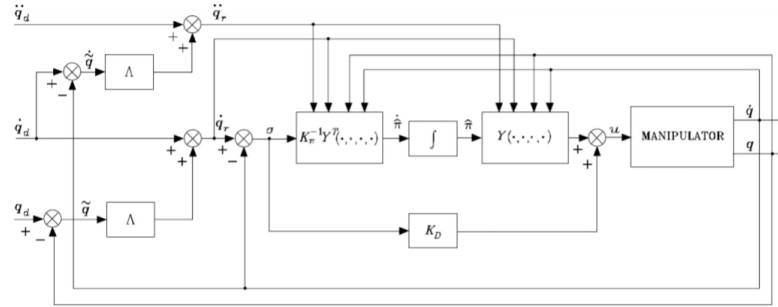 q̈_d
q̈_r
+
+
˙q̃
Λ
+
−
q̇_d
q̇_r
σ
K_π^{-1}Y^T(·,·,·,·)
˙π̂
∫
π̂
Y(·,·,·,·)
u
MANIPULATOR
q̇
q
+
+
+
−
+
+
q_d
q̃
Λ
+
−
K_D